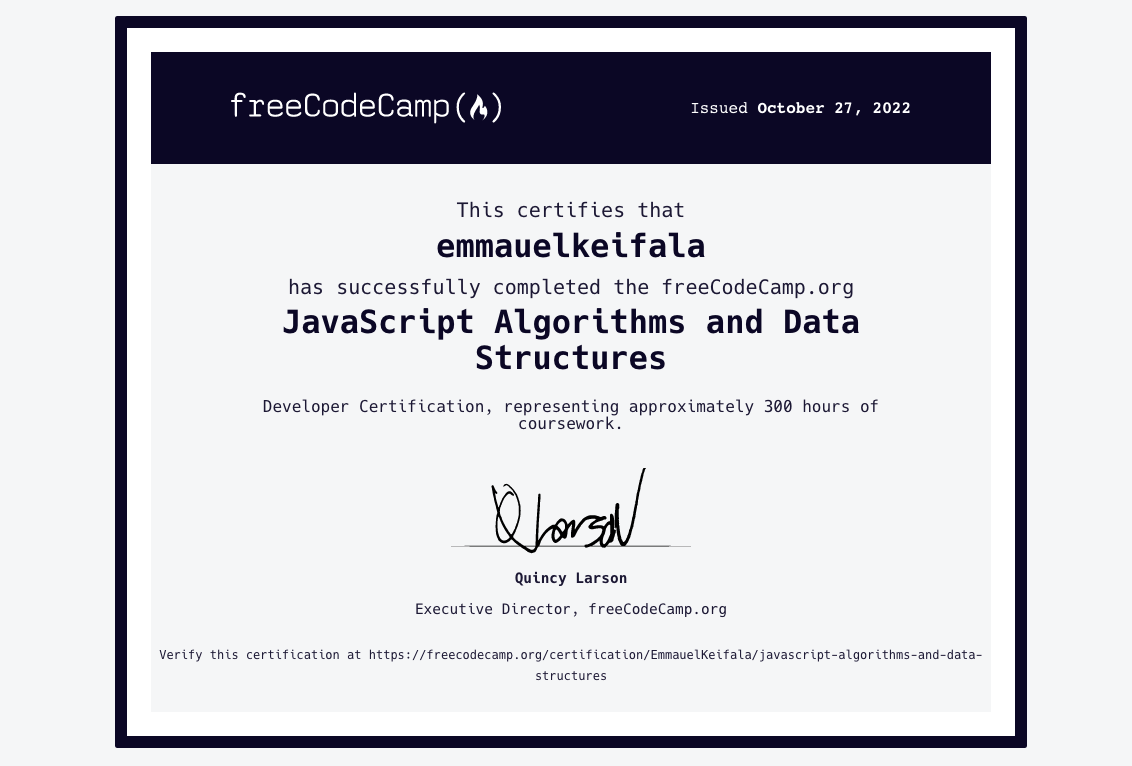 freeCodeCamp
Issued October 27, 2022
This certifies that
emmauelkeifala
has successfully completed the freeCodeCamp.org
JavaScript Algorithms and Data
Structures
Developer Certification, representing approximately 300 hours of
coursework.
Q Larson
Quincy Larson
Executive Director, freeCodeCamp.org
Verify this certification at https://freecodecamp.org/certification/EmmauelKeifala/javascript-algorithms-and-data-
structures